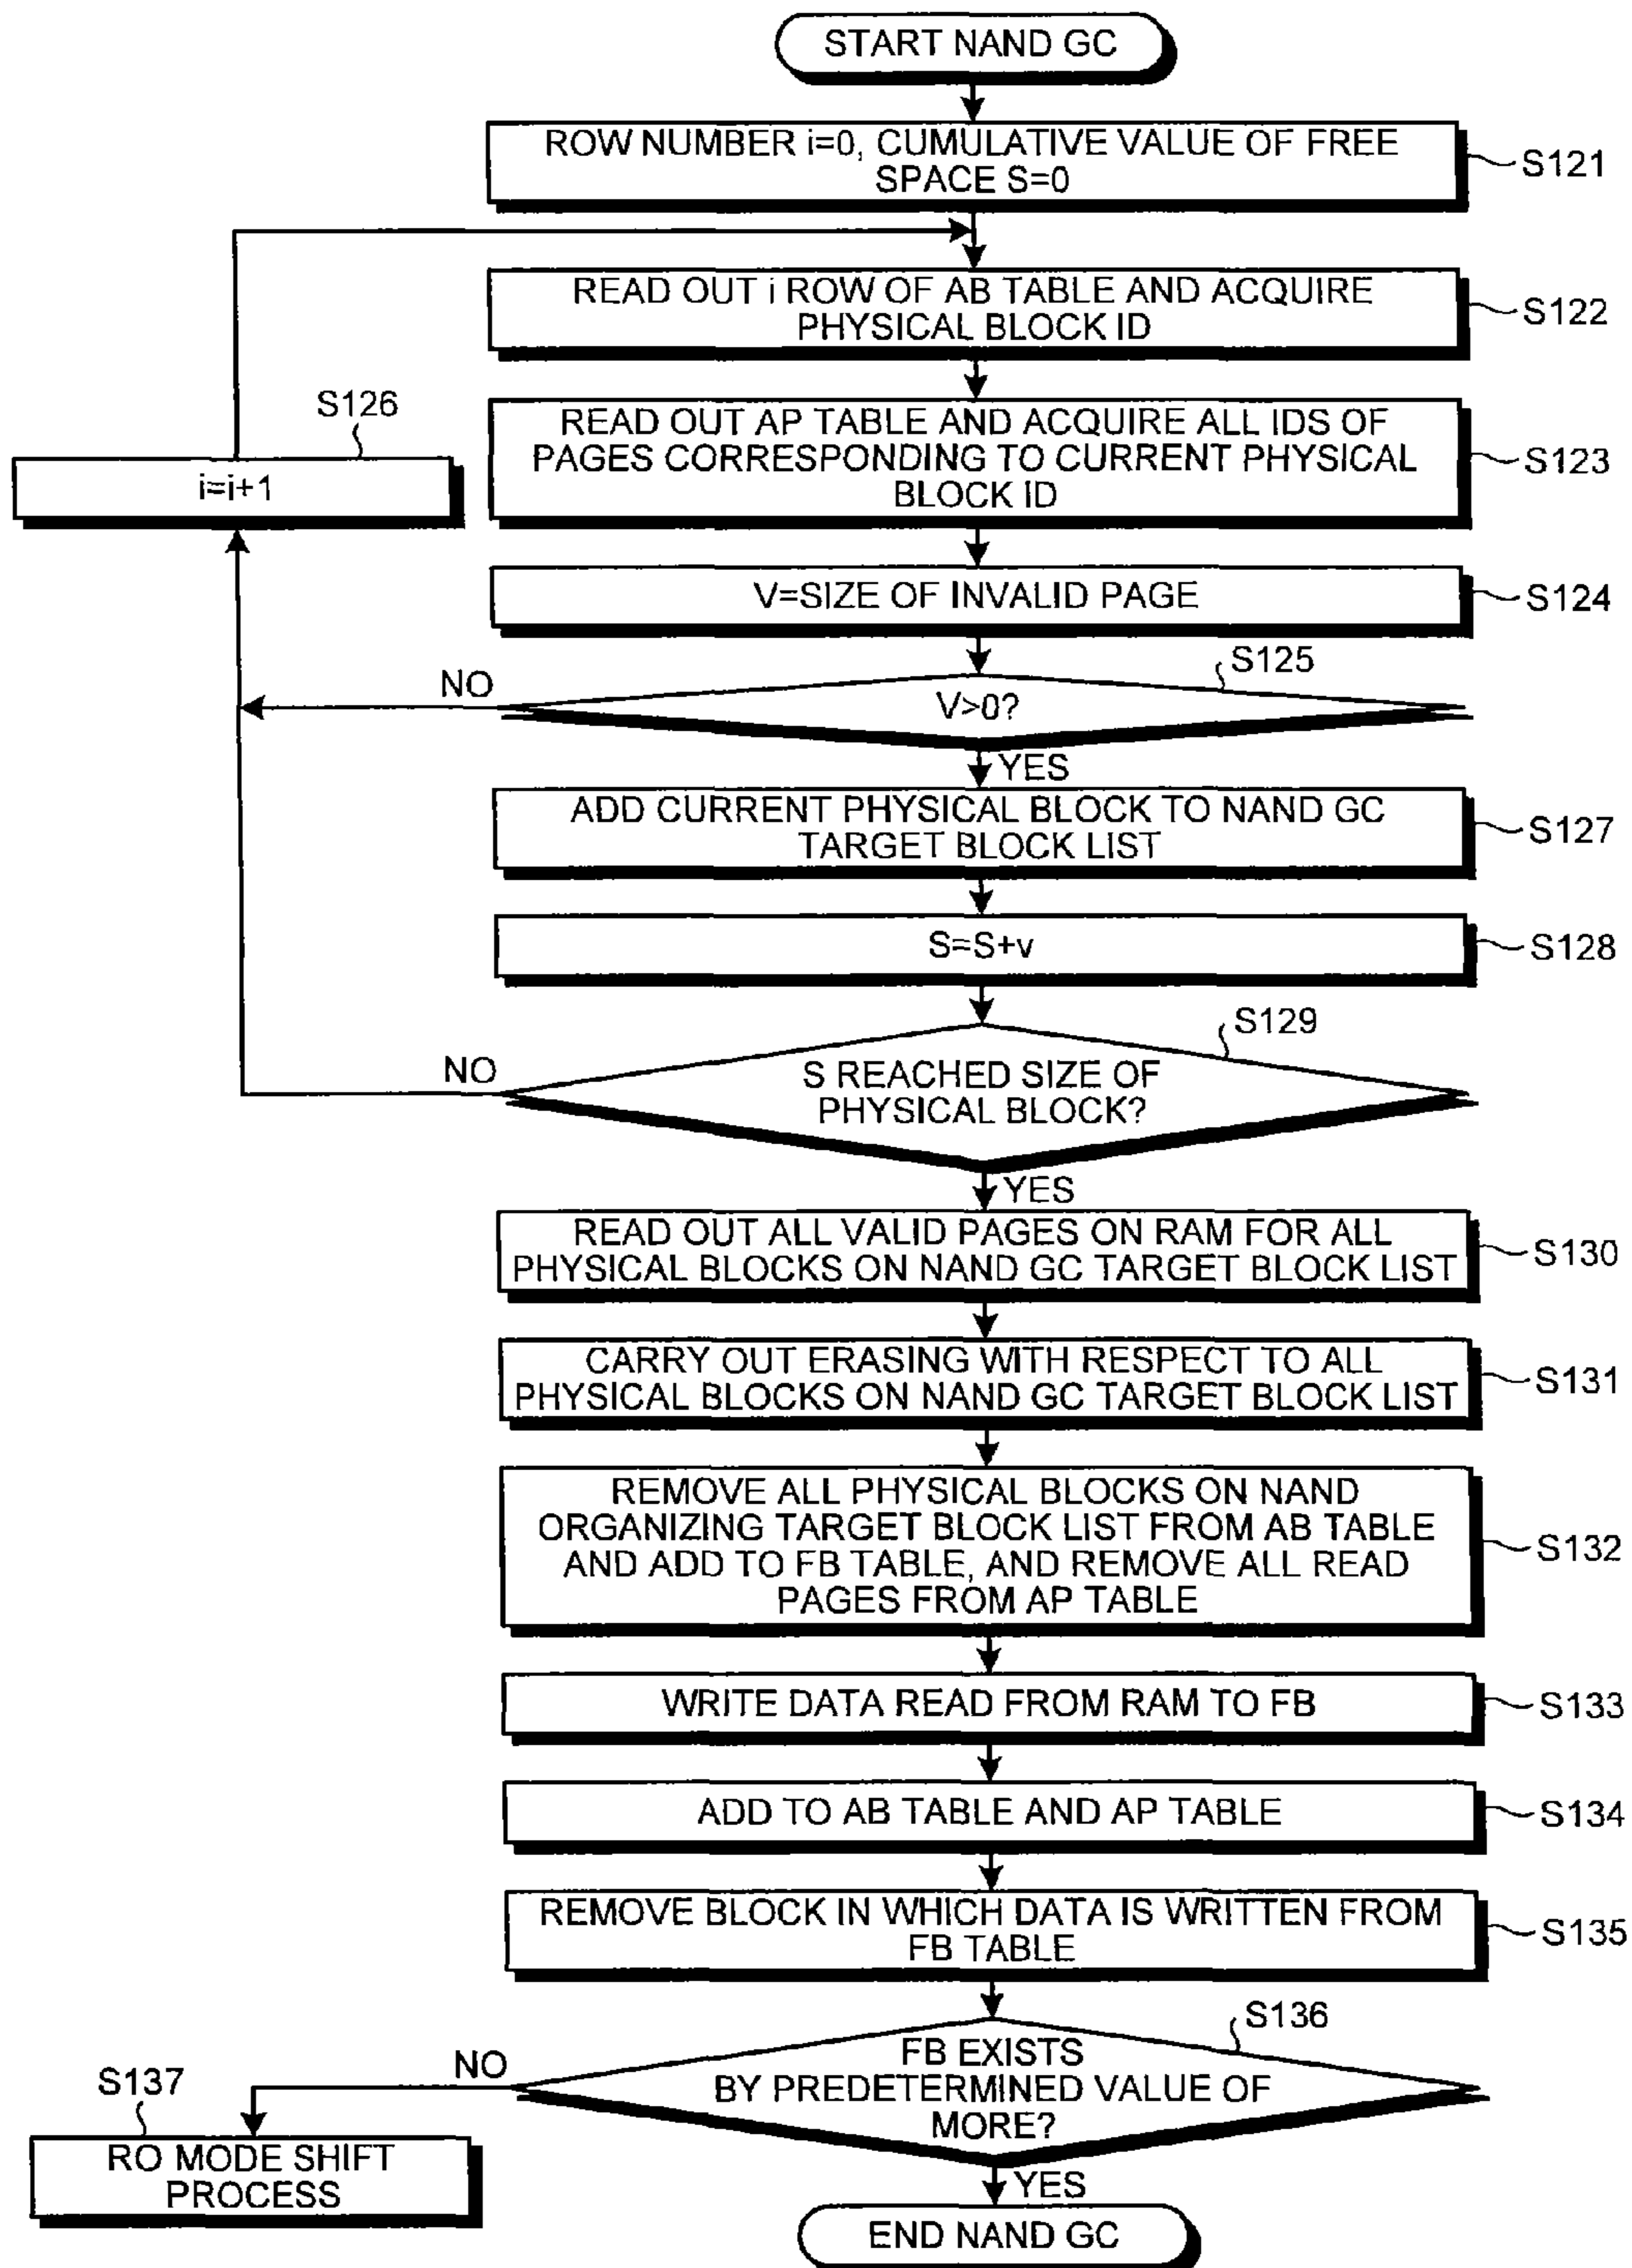 START NAND GC
ROW NUMBER i=0, CUMULATIVE VALUE OF FREE
SPACE S=0
S121
READ OUT i ROW OF AB TABLE AND ACQUIRE
PHYSICAL BLOCK ID
S122
S126
i=i+1
READ OUT AP TABLE AND ACQUIRE ALL IDS OF
PAGES CORRESPONDING TO CURRENT PHYSICAL
BLOCK ID
S123
V=SIZE OF INVALID PAGE
S124
S125
NO
V>0?
YES
ADD CURRENT PHYSICAL BLOCK TO NAND GC
TARGET BLOCK LIST
S127
S=S+v
S128
S129
NO
S REACHED SIZE OF
PHYSICAL BLOCK?
YES
READ OUT ALL VALID PAGES ON RAM FOR ALL
PHYSICAL BLOCKS ON NAND GC TARGET BLOCK LIST
S130
CARRY OUT ERASING WITH RESPECT TO ALL
PHYSICAL BLOCKS ON NAND GC TARGET BLOCK LIST
S131
REMOVE ALL PHYSICAL BLOCKS ON NAND
ORGANIZING TARGET BLOCK LIST FROM AB TABLE
AND ADD TO FB TABLE, AND REMOVE ALL READ
PAGES FROM AP TABLE
S132
WRITE DATA READ FROM RAM TO FB
S133
ADD TO AB TABLE AND AP TABLE
S134
REMOVE BLOCK IN WHICH DATA IS WRITTEN FROM
FB TABLE
S135
S136
NO
FB EXISTS
BY PREDETERMINED VALUE OF
MORE?
S137
RO MODE SHIFT
PROCESS
YES
END NAND GC